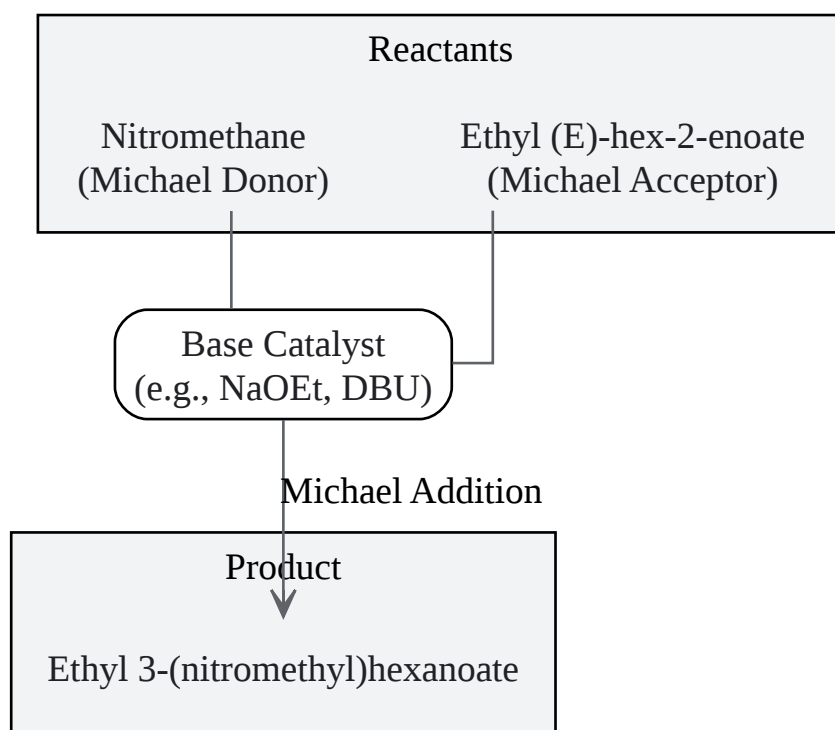 Reactants
Nitromethane
(Michael Donor)
Ethyl (E)-hex-2-enoate
(Michael Acceptor)
Base Catalyst
(e.g., NaOEt, DBU)
Michael Addition
Product
Ethyl 3-(nitromethyl)hexanoate